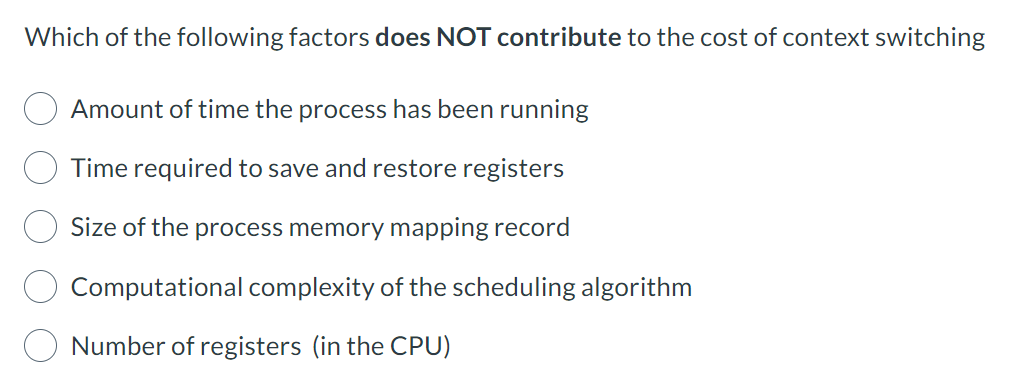 Which of the following factors does NOT contribute to the cost of context switching
Amount of time the process has been running
Time required to save and restore registers
Size of the process memory mapping record
Computational complexity of the scheduling algorithm
Number of registers (in the CPU)